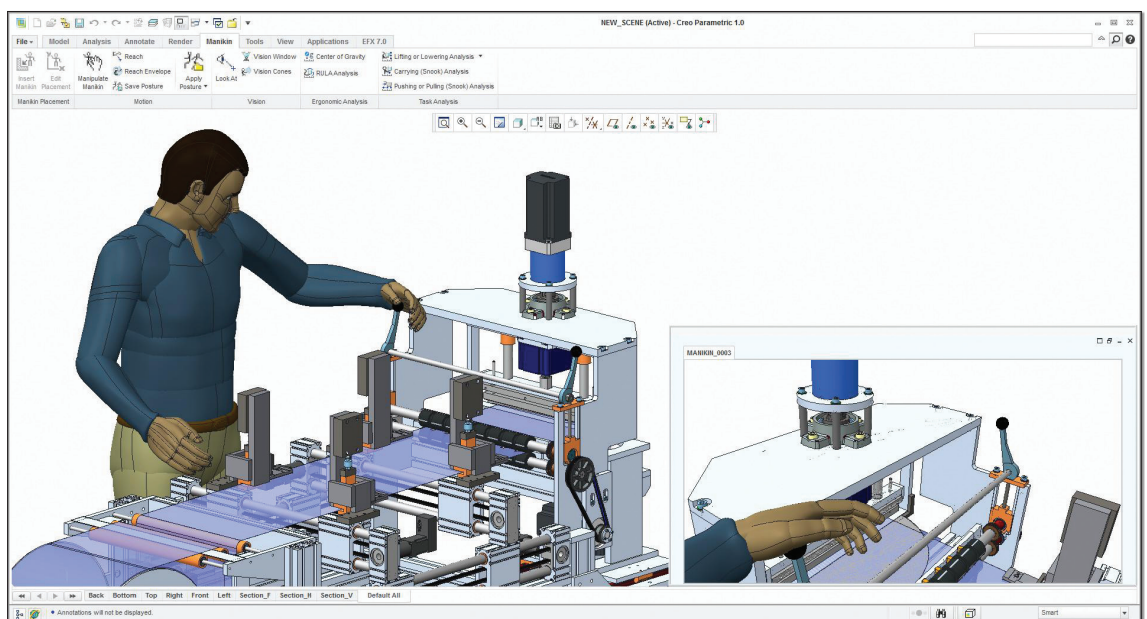 NEW_SCENE (Active) - Creo Parametric 1.0
File Model Analysis Annotate Render Manikin Tools View Applications EFX 7.0
Reach Vision Window Center of Gravity Lifting or Lowering Analysis
Reach Envelope Vision Cones RULA Analysis Carrying (Snook) Analysis
Insert Manikin Edit Placement Manipulate Manikin Save Posture Apply Posture Look At Pushing or Pulling (Snook) Analysis
Manikin Placement Motion Vision Ergonomic Analysis Task Analysis
MANIKIN_0003
Back Bottom Top Right Front Left Section_F Section_H Section_V Default All
• Annotations will not be displayed.
Smart